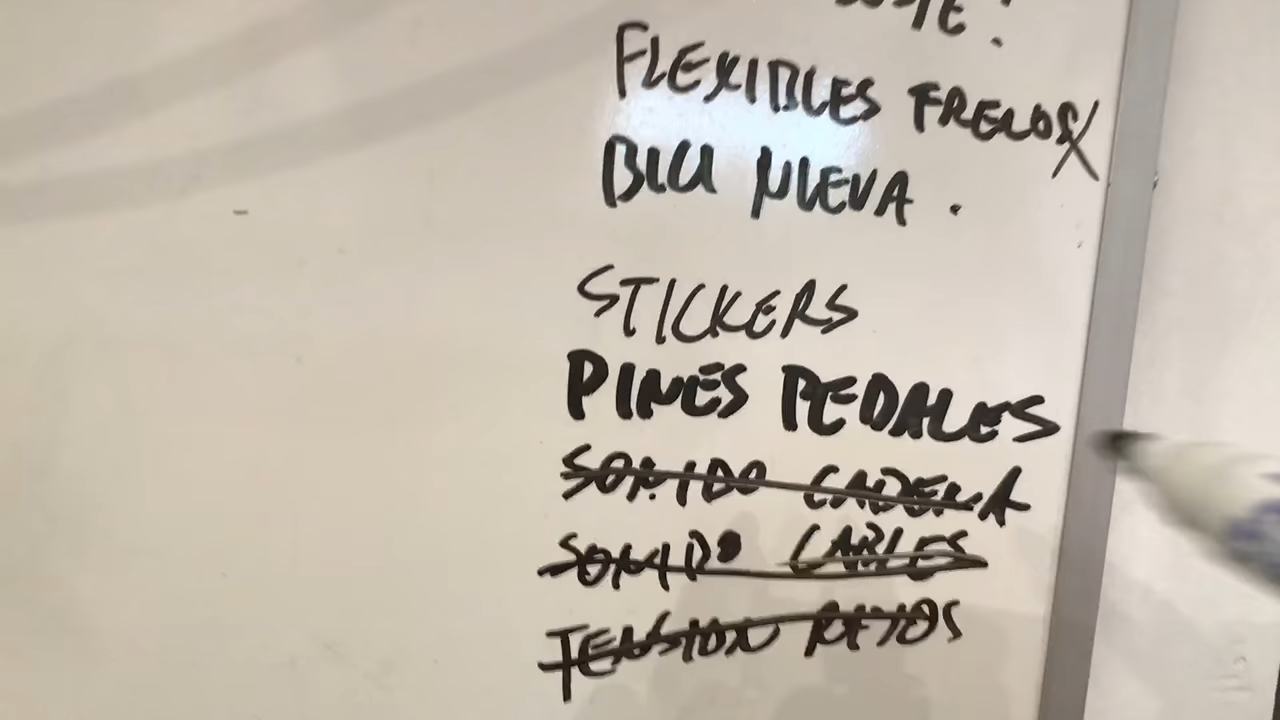 FLEXIBLES FRENOS X
BICI NUEVA.
STICKERS
PINES PEDALES
SONIDO CADENA
SONIDO CABLES
TENSION RAYOS